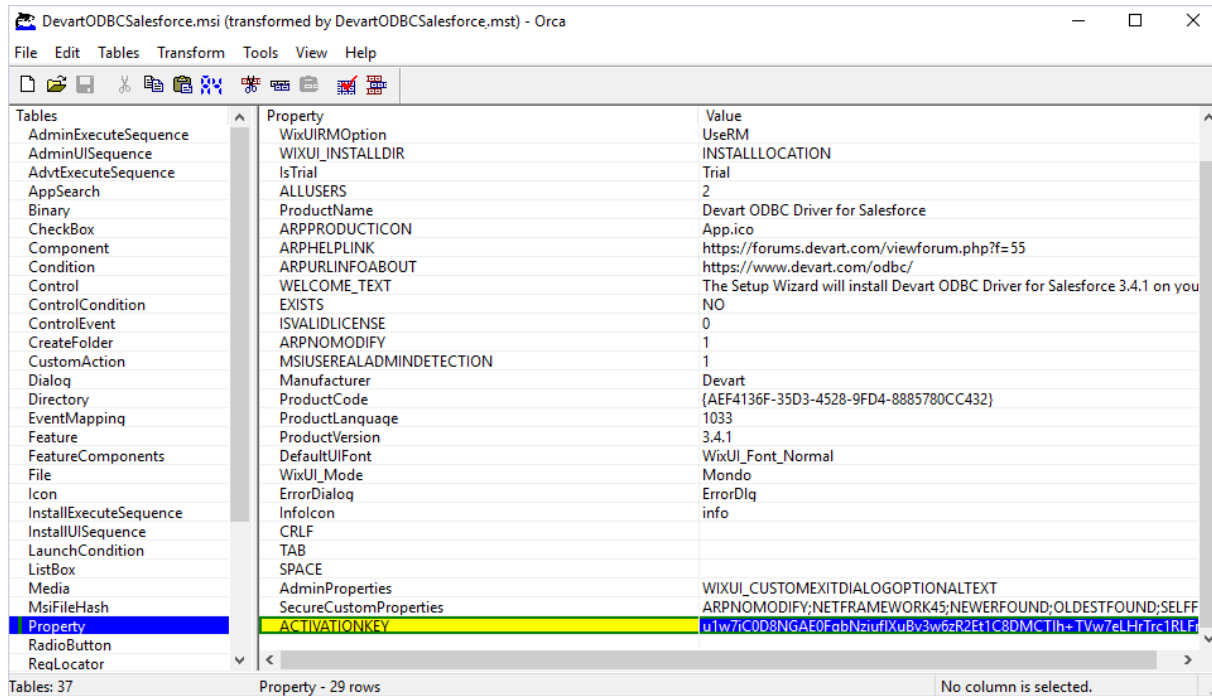 DevartODBCSalesforce.msi (transformed by DevartODBCSalesforce.mst) - Orca
File Edit Tables Transform Tools View Help
Tables
AdminExecuteSequence
AdminUISequence
AdvtExecuteSequence
AppSearch
Binary
CheckBox
Component
Condition
Control
ControlCondition
ControlEvent
CreateFolder
CustomAction
Dialog
Directory
EventMapping
Feature
FeatureComponents
File
Icon
InstallExecuteSequence
InstallUISequence
LaunchCondition
ListBox
Media
MsiFileHash
Property
RadioButton
RegLocator
Property Value
WixUIRMOption UseRM
WIXUI_INSTALLDIR INSTALLLOCATION
IsTrial Trial
ALLUSERS 2
ProductName Devart ODBC Driver for Salesforce
ARPPRODUCTICON App.ico
ARPHELPLINK https://forums.devart.com/viewforum.php?f=55
ARPURLINFOABOUT https://www.devart.com/odbc/
WELCOME_TEXT The Setup Wizard will install Devart ODBC Driver for Salesforce 3.4.1 on you
EXISTS NO
ISVALIDLICENSE 0
ARPNOMODIFY 1
MSIUSEREALADMINDETECTION 1
Manufacturer Devart
ProductCode {AEF4136F-35D3-4528-9FD4-8885780CC432}
ProductLanguage 1033
ProductVersion 3.4.1
DefaultUIFont WixUI_Font_Normal
WixUI_Mode Mondo
ErrorDialog ErrorDlg
InfoIcon info
CRLF
TAB
SPACE
AdminProperties WIXUI_CUSTOMEXITDIALOGOPTIONALTEXT
SecureCustomProperties ARPNOMODIFY;NETFRAMEWORK45;NEWERFOUND;OLDESTFOUND;SELFF
ACTIVATIONKEY
Tables: 37 Property - 29 rows No column is selected.